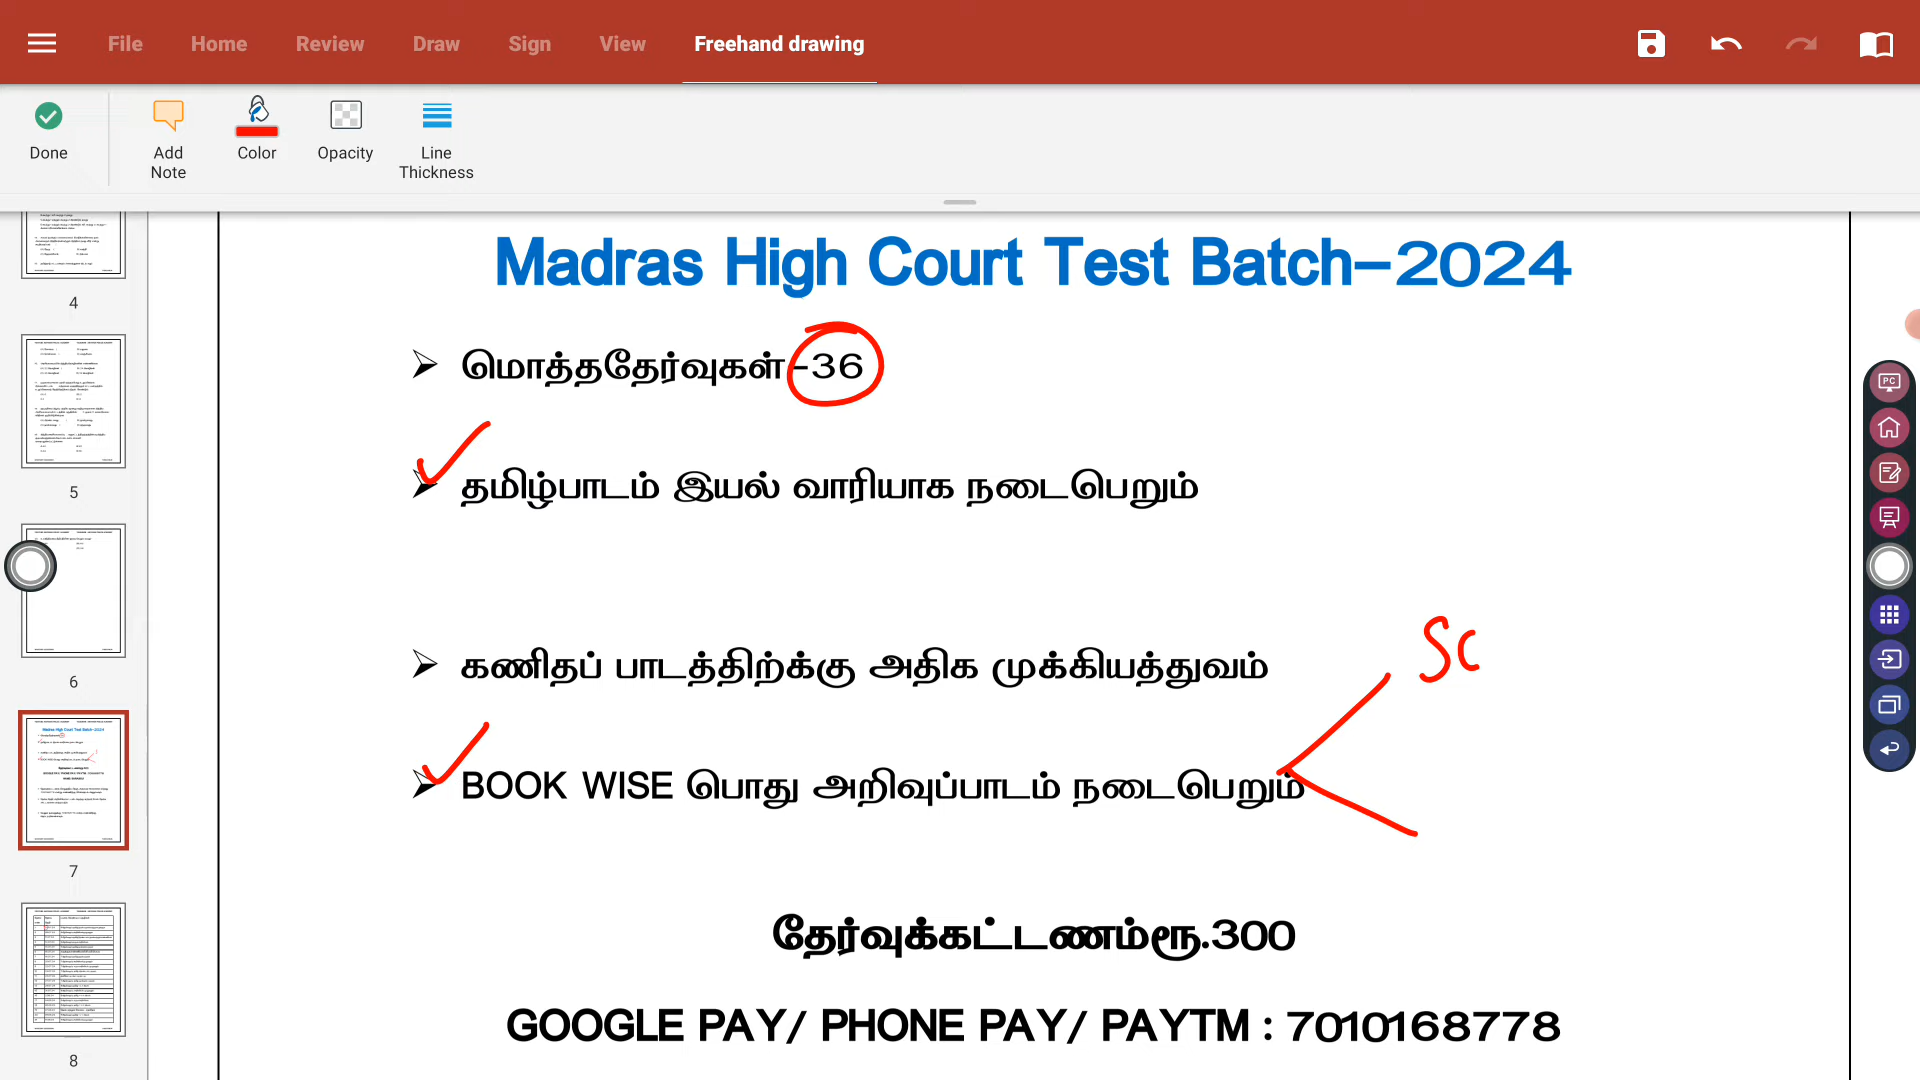 File Home Review Draw Sign View Freehand drawing
Done
Add Note
Color
Opacity
Line Thickness
4
5
6
7
8
PC
Madras High Court Test Batch-2024
மொத்ததேர்வுகள்-36
தமிழ்பாடம் இயல் வாரியாக நடைபெறும்
SC
கணிதப் பாடத்திற்க்கு அதிக முக்கியத்துவம்
BOOK WISE பொது அறிவுப்பாடம் நடைபெறும்
தேர்வுக்கட்டணம்ரூ.300
GOOGLE PAY/ PHONE PAY/ PAYTM : 7010168778